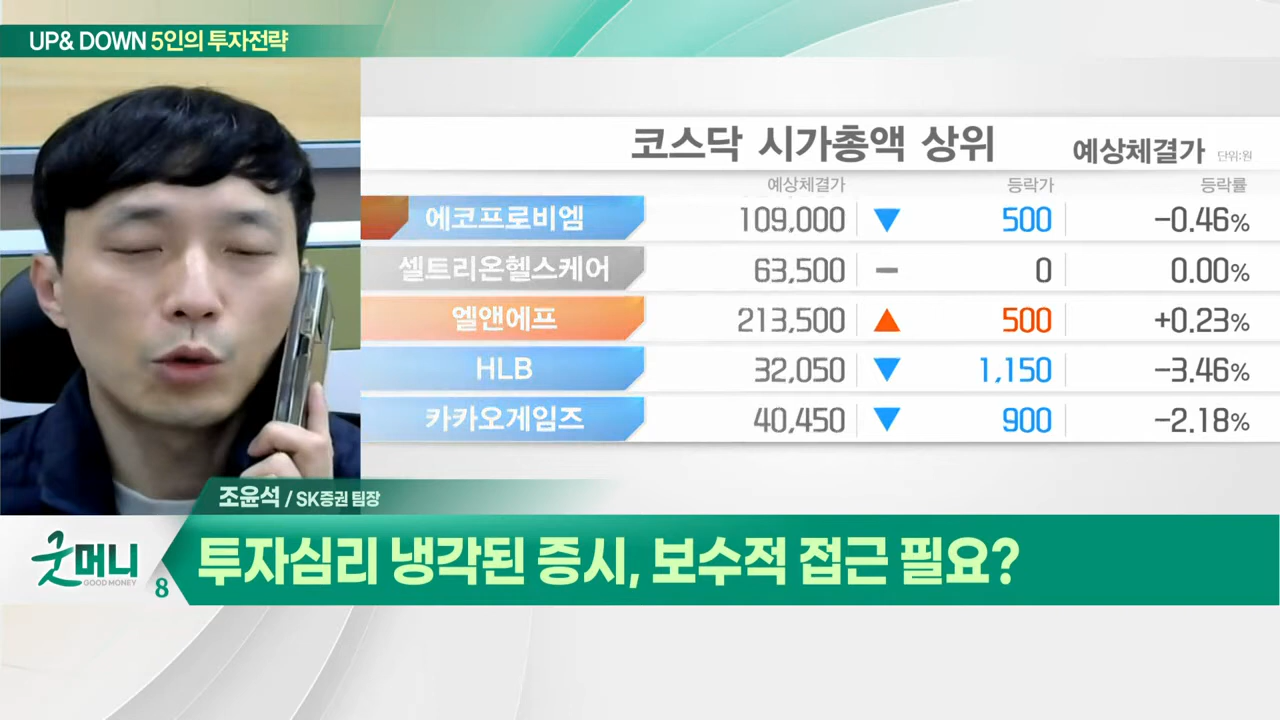 UP& DOWN 5인의 투자전략
코스닥 시가총액 상위 예상체결가 단위:원
예상체결가 등락가 등락률
에코프로비엠 109,000 ▼ 500 -0.46%
셀트리온헬스케어 63,500 - 0 0.00%
엘앤에프 213,500 ▲ 500 +0.23%
HLB 32,050 ▼ 1,150 -3.46%
카카오게임즈 40,450 ▼ 900 -2.18%
조윤석 / SK증권 팀장
굿머니
GOOD MONEY
8
투자심리 냉각된 증시, 보수적 접근 필요?